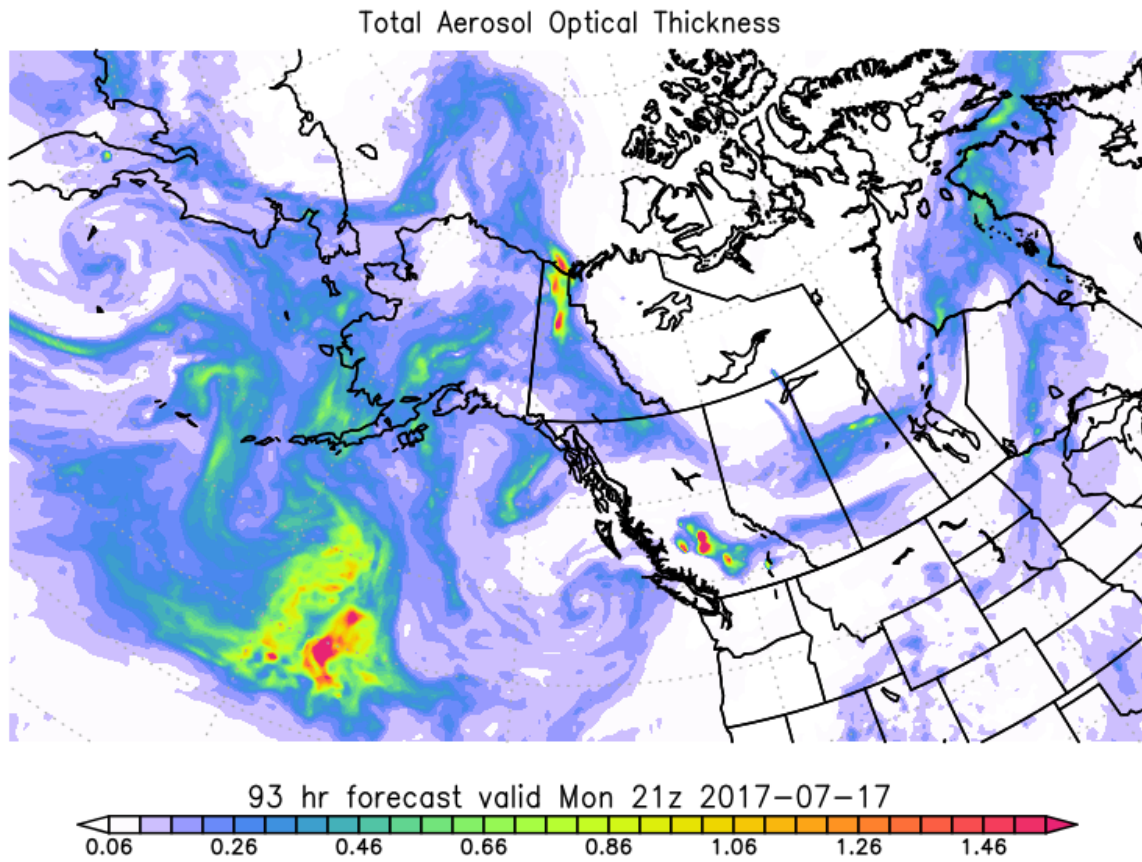 Total Aerosol Optical Thickness
93 hr forecast valid Mon 21z 2017-07-17
0.06 0.26 0.46 0.66 0.86 1.06 1.26 1.46